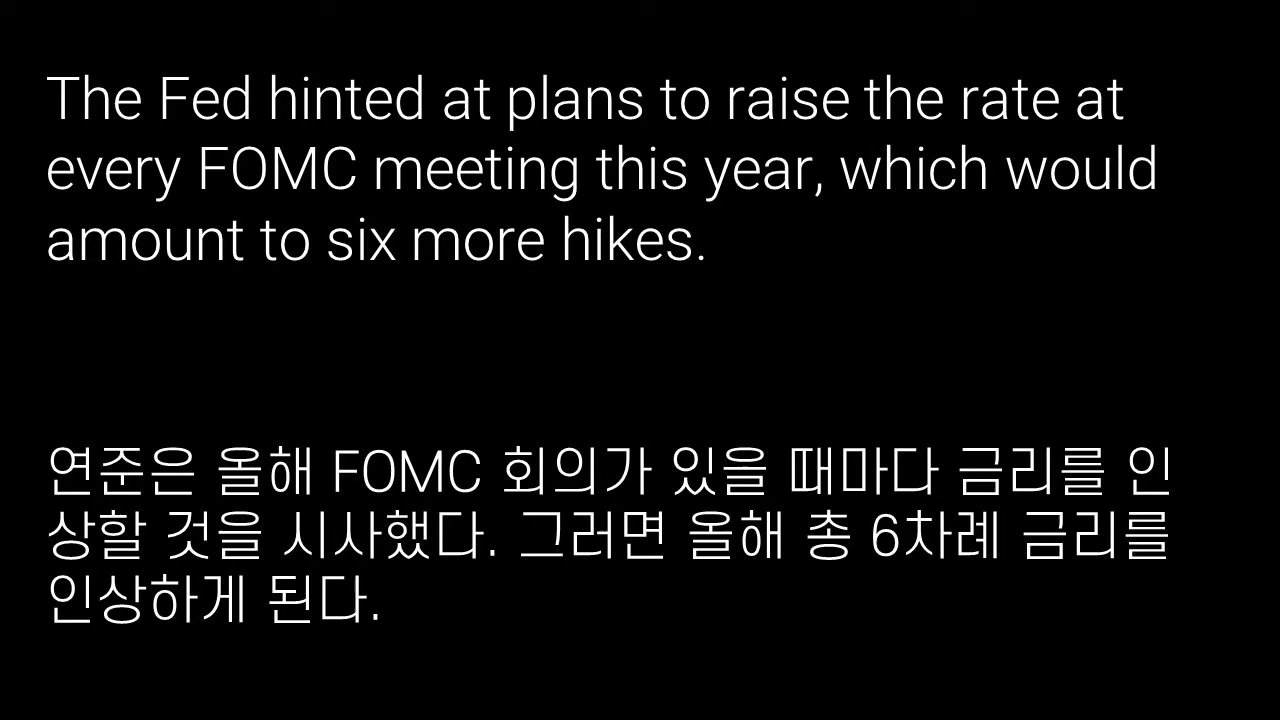 The Fed hinted at plans to raise the rate at
every FOMC meeting this year, which would
amount to six more hikes.
연준은 올해 FOMC 회의가 있을 때마다 금리를 인
상할 것을 시사했다. 그러면 올해 총 6차례 금리를
인상하게 된다.